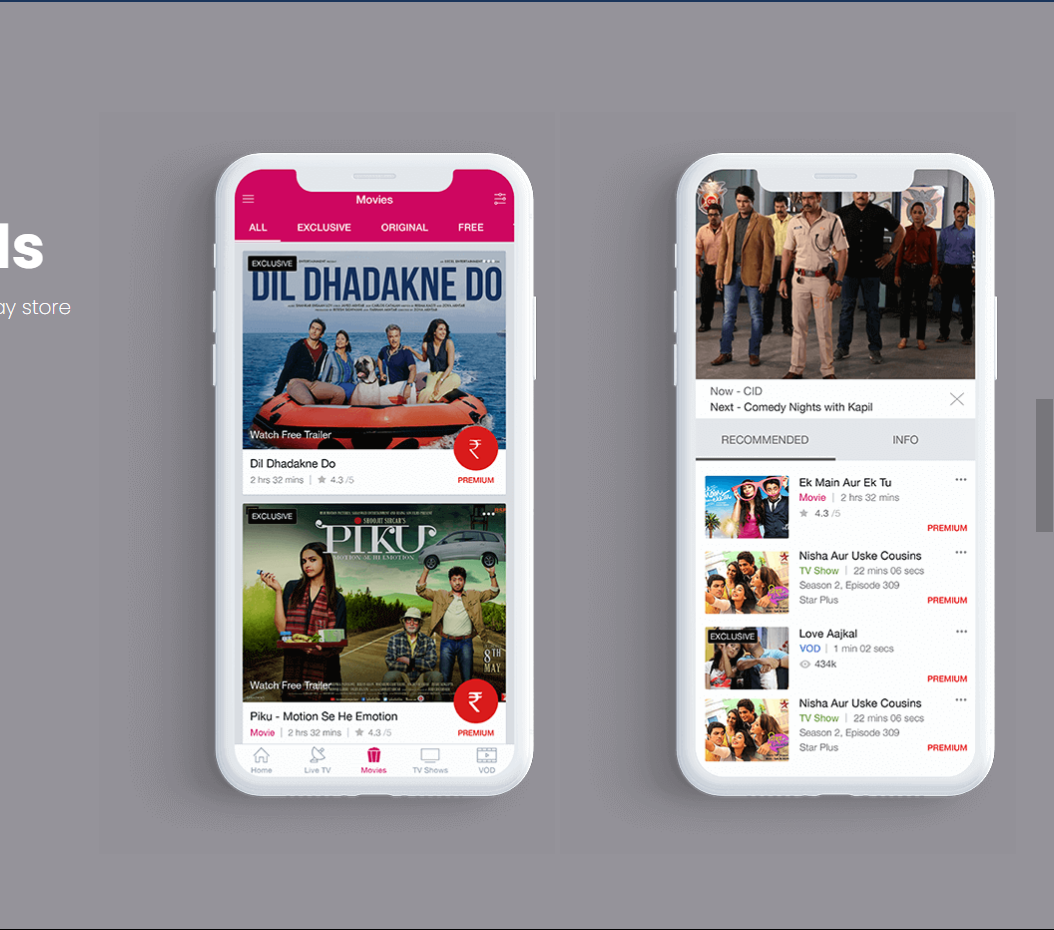 ls
ay store
Movies
ALL EXCLUSIVE ORIGINAL FREE
EXCLUSIVE
DIL DHADAKNE DO
Watch Free Trailer
Dil Dhadakne Do
2 hrs 32 mins | 4.3 /5
₹
PREMIUM
EXCLUSIVE
SHOOJIT SIRCAR'S
PIKU
MOTION SE HI EMOTION
8TH
MAY
Watch Free Trailer
Piku - Motion Se He Emotion
Movie | 2 hrs 32 mins | 4.3 /5
₹
PREMIUM
Home Live TV Movies TV Shows VOD
Now - CID
Next - Comedy Nights with Kapil
RECOMMENDED INFO
Ek Main Aur Ek Tu
Movie | 2 hrs 32 mins
4.3 /5
PREMIUM
Nisha Aur Uske Cousins
TV Show | 22 mins 06 secs
Season 2, Episode 309
Star Plus
PREMIUM
EXCLUSIVE
Love Aajkal
VOD | 1 min 02 secs
434k
PREMIUM
Nisha Aur Uske Cousins
TV Show | 22 mins 06 secs
Season 2, Episode 309
Star Plus
PREMIUM